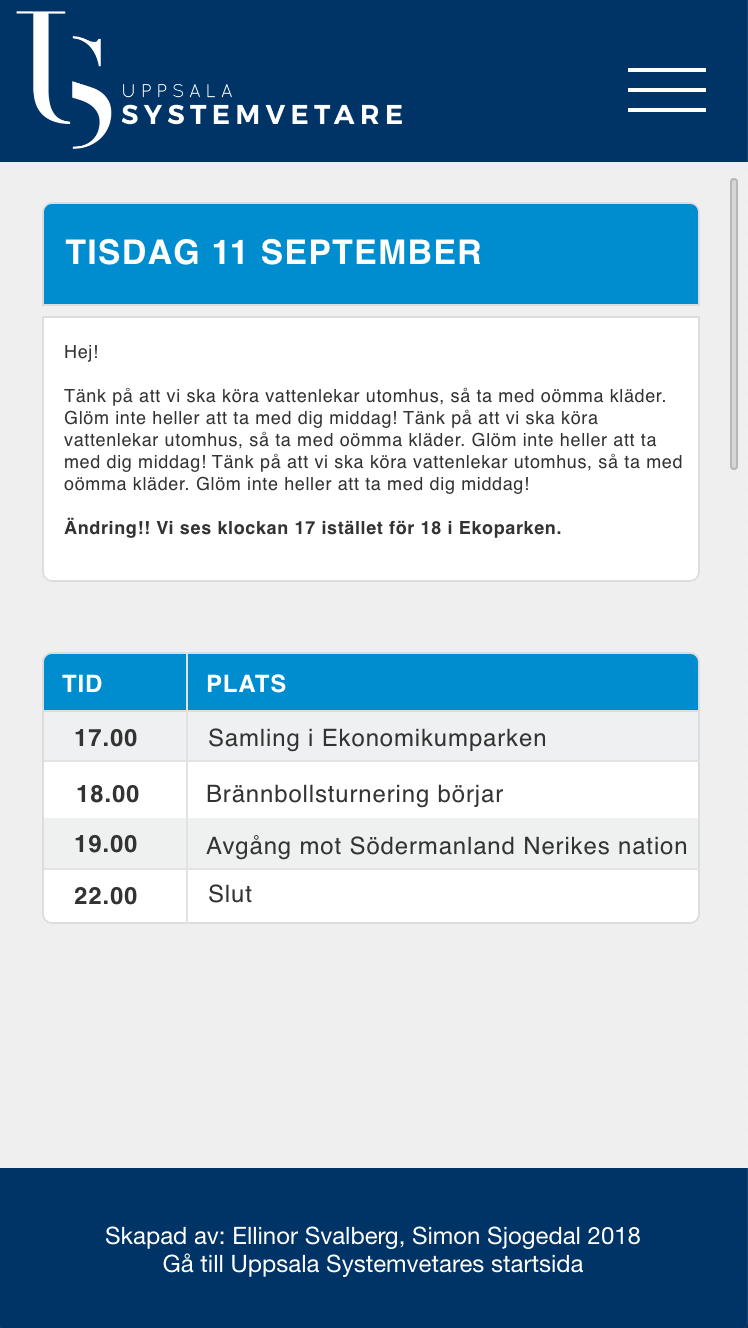 UPPSALA
SYSTEMVETARE
TISDAG 11 SEPTEMBER
Hej!
Tänk på att vi ska köra vattenlekar utomhus, så ta med oömma kläder.
Glöm inte heller att ta med dig middag! Tänk på att vi ska köra
vattenlekar utomhus, så ta med oömma kläder. Glöm inte heller att ta
med dig middag! Tänk på att vi ska köra vattenlekar utomhus, så ta med
oömma kläder. Glöm inte heller att ta med dig middag!
Ändring!! Vi ses klockan 17 istället för 18 i Ekoparken.
TID PLATS
17.00 Samling i Ekonomikumparken
18.00 Brännbollsturnering börjar
19.00 Avgång mot Södermanland Nerikes nation
22.00 Slut
Skapad av: Ellinor Svalberg, Simon Sjogedal 2018
Gå till Uppsala Systemvetares startsida